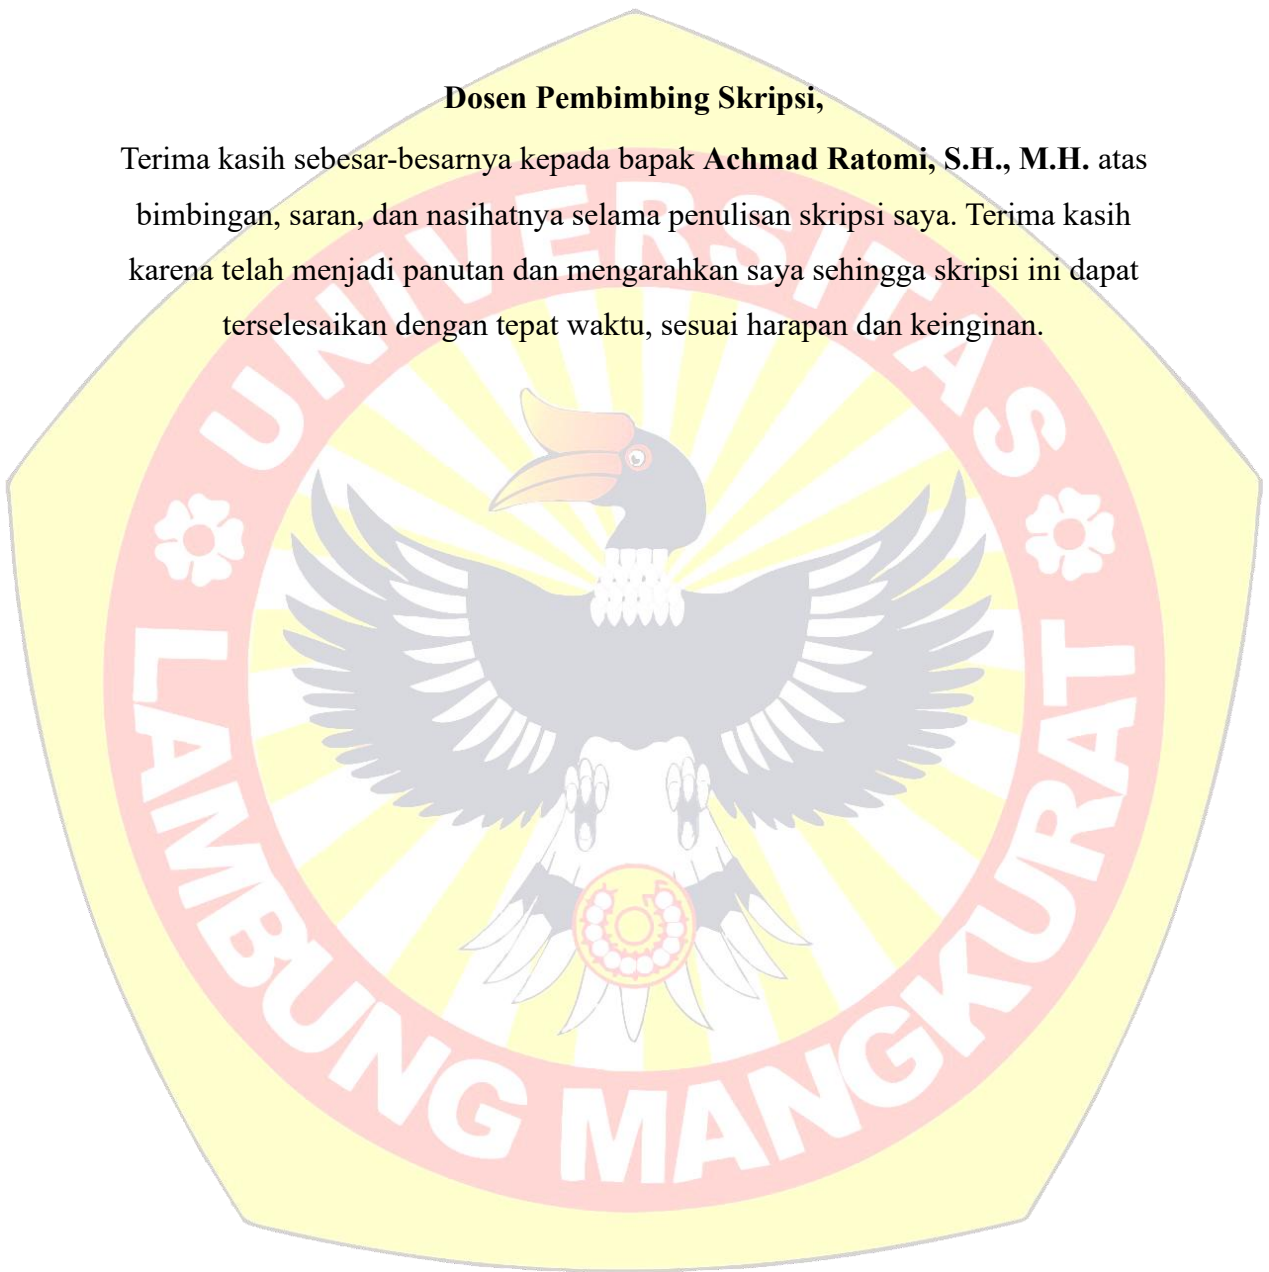 Dosen Pembimbing Skripsi,
Terima kasih sebesar-besarnya kepada bapak Achmad Ratomi, S.H., M.H. atas
bimbingan, saran, dan nasihatnya selama penulisan skripsi saya. Terima kasih
karena telah menjadi panutan dan mengarahkan saya sehingga skripsi ini dapat
terselesaikan dengan tepat waktu, sesuai harapan dan keinginan.
UNIVERSITAS
LAMBUNG MANGKURAT